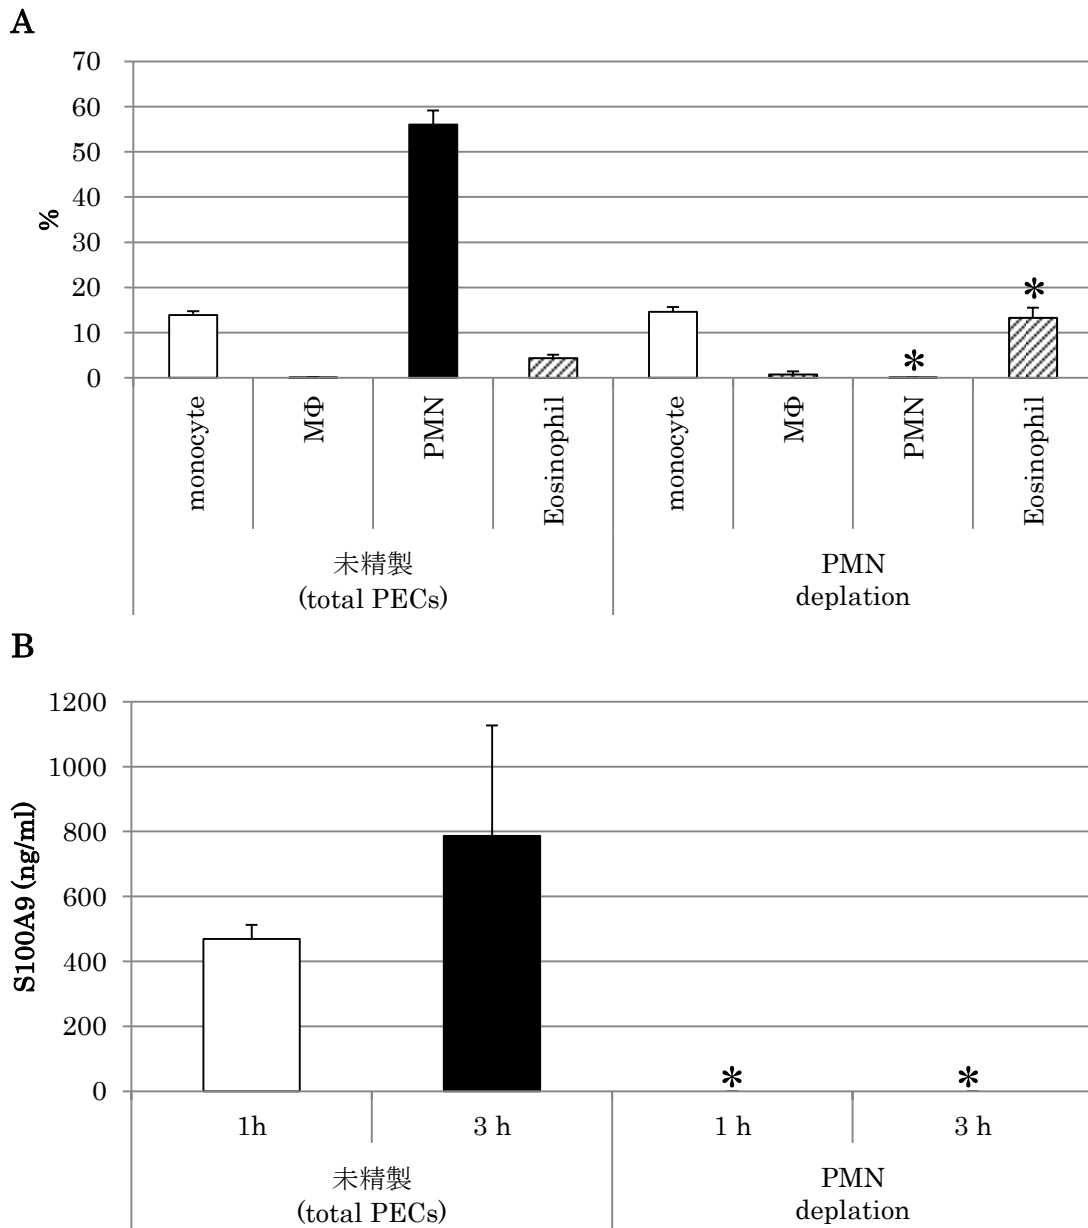 A
70
60
50
40
30
20
10
0
%
*
*
monocyte
MΦ
PMN
Eosinophil
monocyte
MΦ
PMN
Eosinophil
未精製
(total PECs)
PMN
deplation
B
1200
1000
800
600
400
200
0
S100A9 (ng/ml)
*
*
1h
3 h
1 h
3 h
未精製
(total PECs)
PMN
deplation